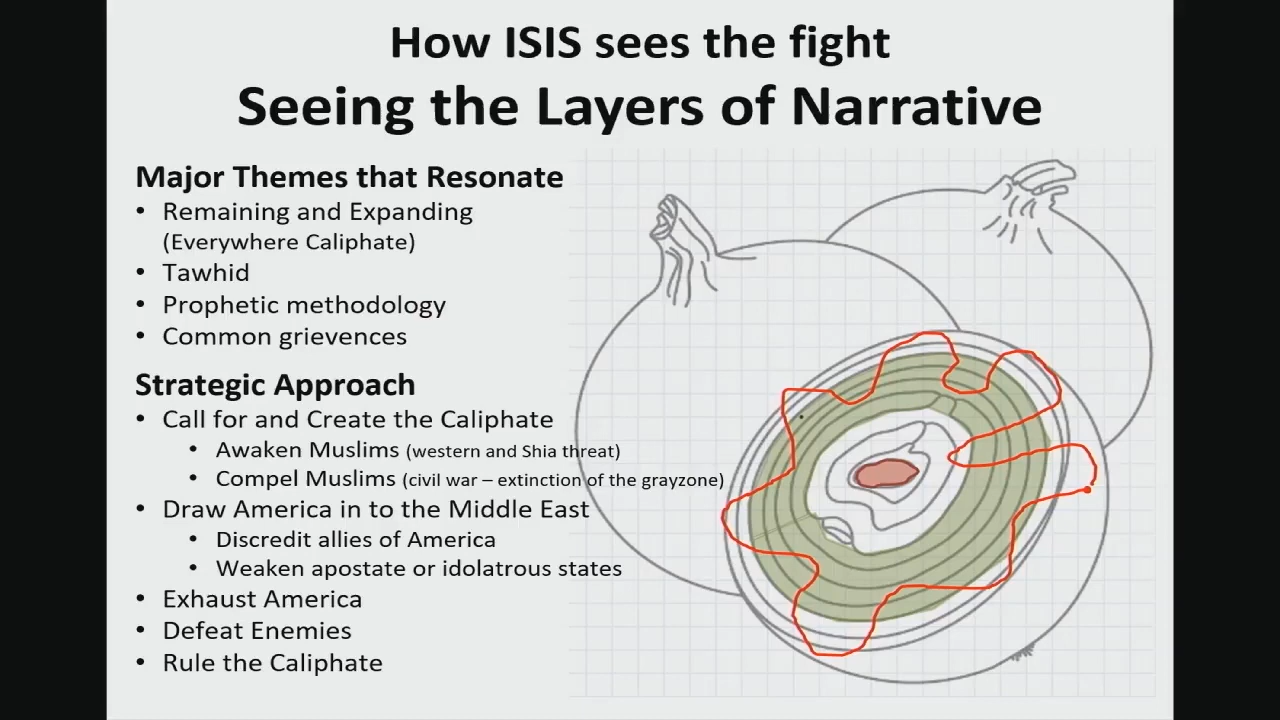 How ISIS sees the fight
Seeing the Layers of Narrative
Major Themes that Resonate
• Remaining and Expanding
(Everywhere Caliphate)
• Tawhid
• Prophetic methodology
• Common grievences
Strategic Approach
• Call for and Create the Caliphate
• Awaken Muslims (western and Shia threat)
• Compel Muslims (civil war – extinction of the grayzone)
• Draw America in to the Middle East
• Discredit allies of America
• Weaken apostate or idolatrous states
• Exhaust America
• Defeat Enemies
• Rule the Caliphate